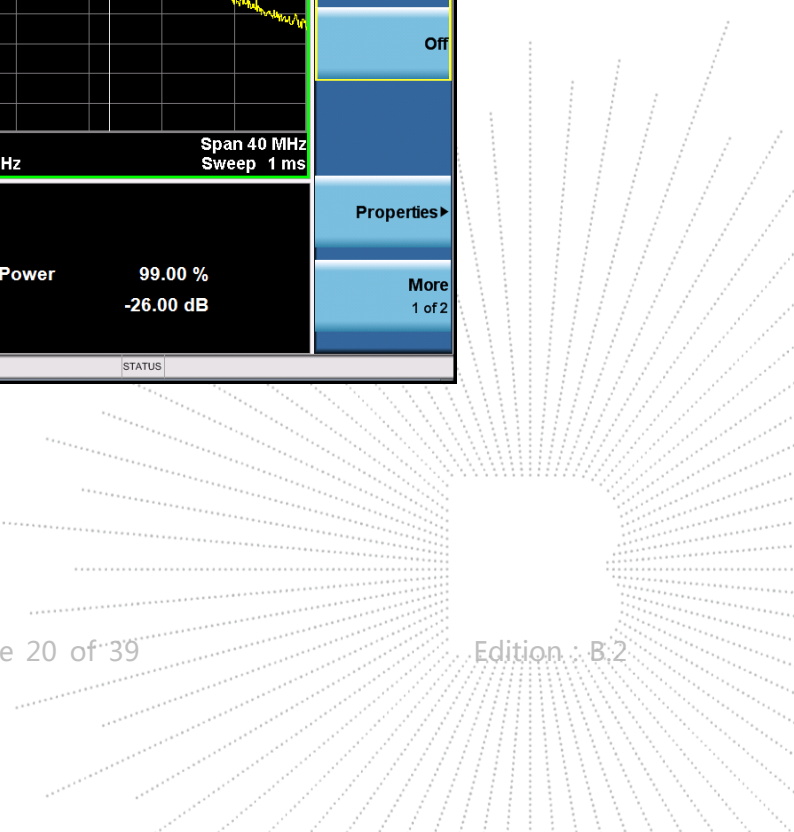 Off
Span 40 MHz
Hz Sweep 1 ms
Properties
Power 99.00 %
-26.00 dB
More
1 of 2
STATUS
e 20 of 39 Edition : B.2